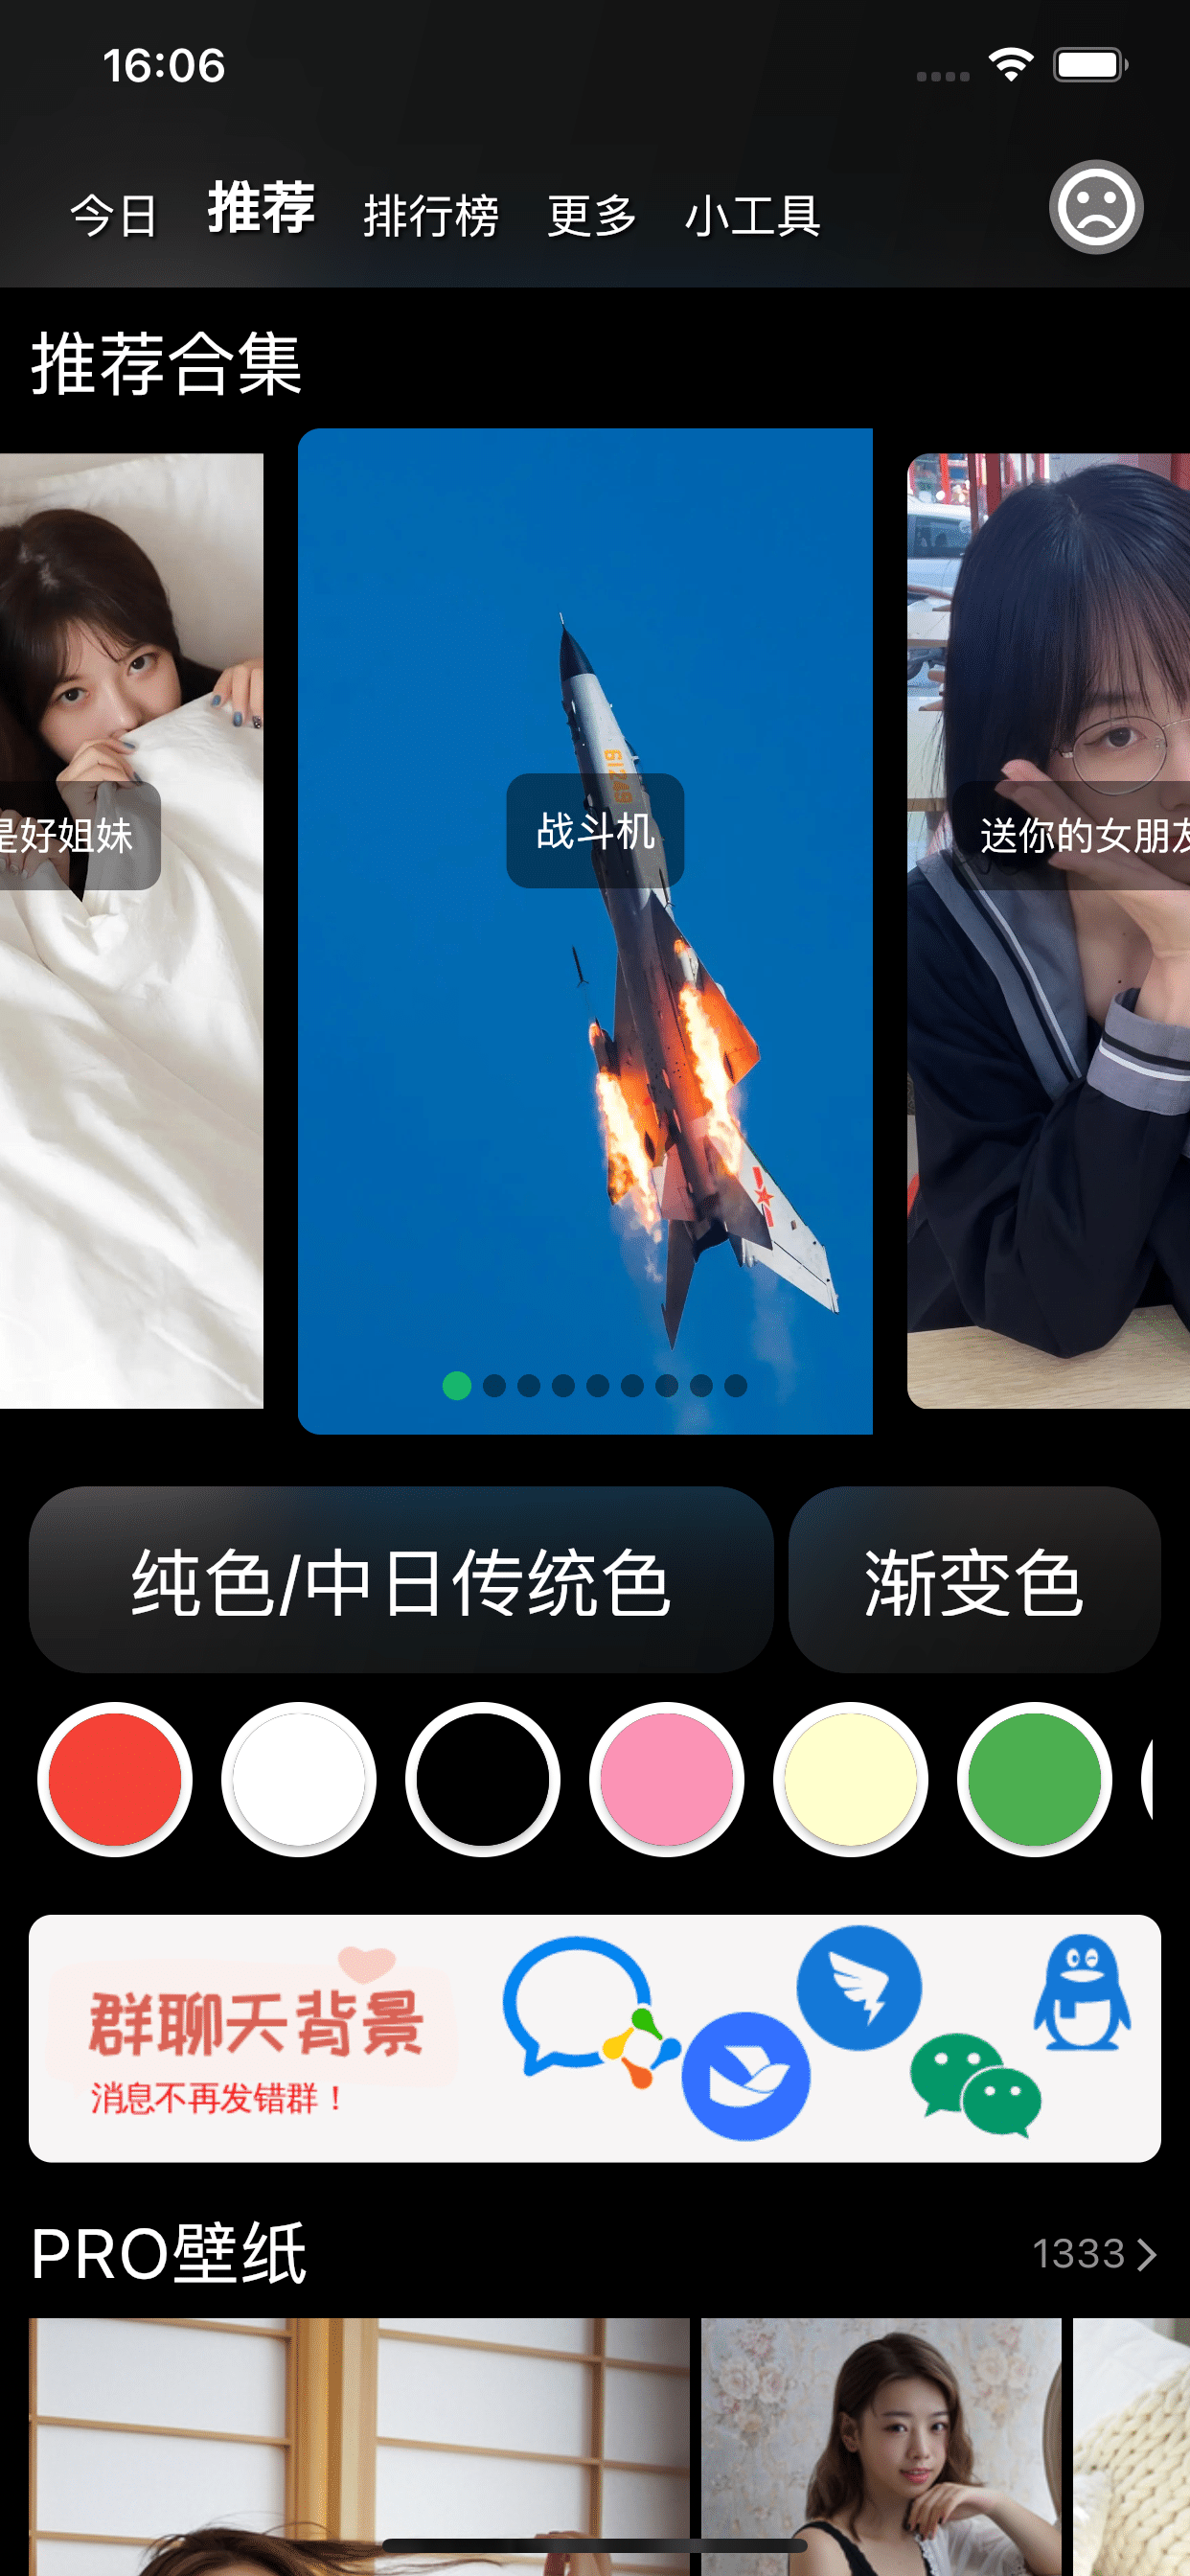 16:06
今日 推荐 排行榜 更多 小工具
推荐合集
是好姐妹
61249
战斗机
送你的女朋友
纯色/中日传统色
渐变色
群聊天背景
消息不再发错群！
PRO壁纸
1333